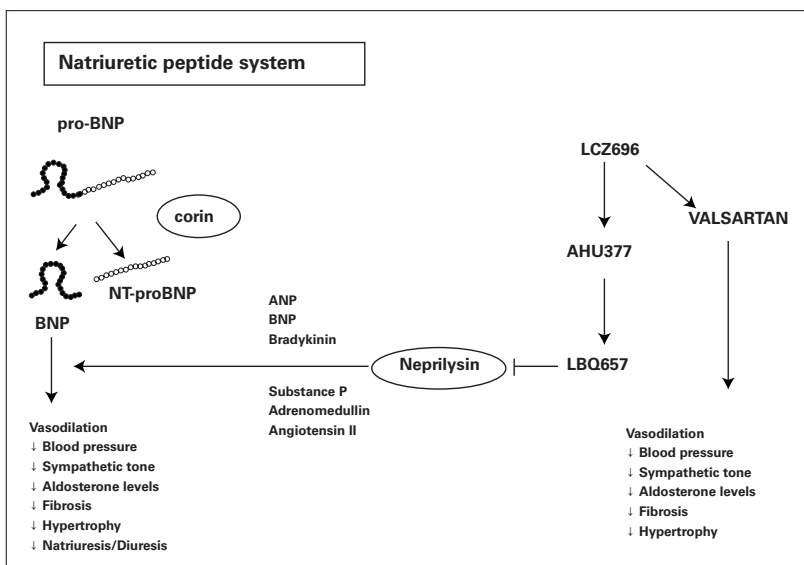 Natriuretic peptide system
pro-BNP
corin
NT-proBNP
BNP
ANP
BNP
Bradykinin
Neprilysin
Substance P
Adrenomedullin
Angiotensin II
Vasodilation
↓ Blood pressure
↓ Sympathetic tone
↓ Aldosterone levels
↓ Fibrosis
↓ Hypertrophy
↓ Natriuresis/Diuresis
LCZ696
VALSARTAN
AHU377
LBQ657
Vasodilation
↓ Blood pressure
↓ Sympathetic tone
↓ Aldosterone levels
↓ Fibrosis
↓ Hypertrophy